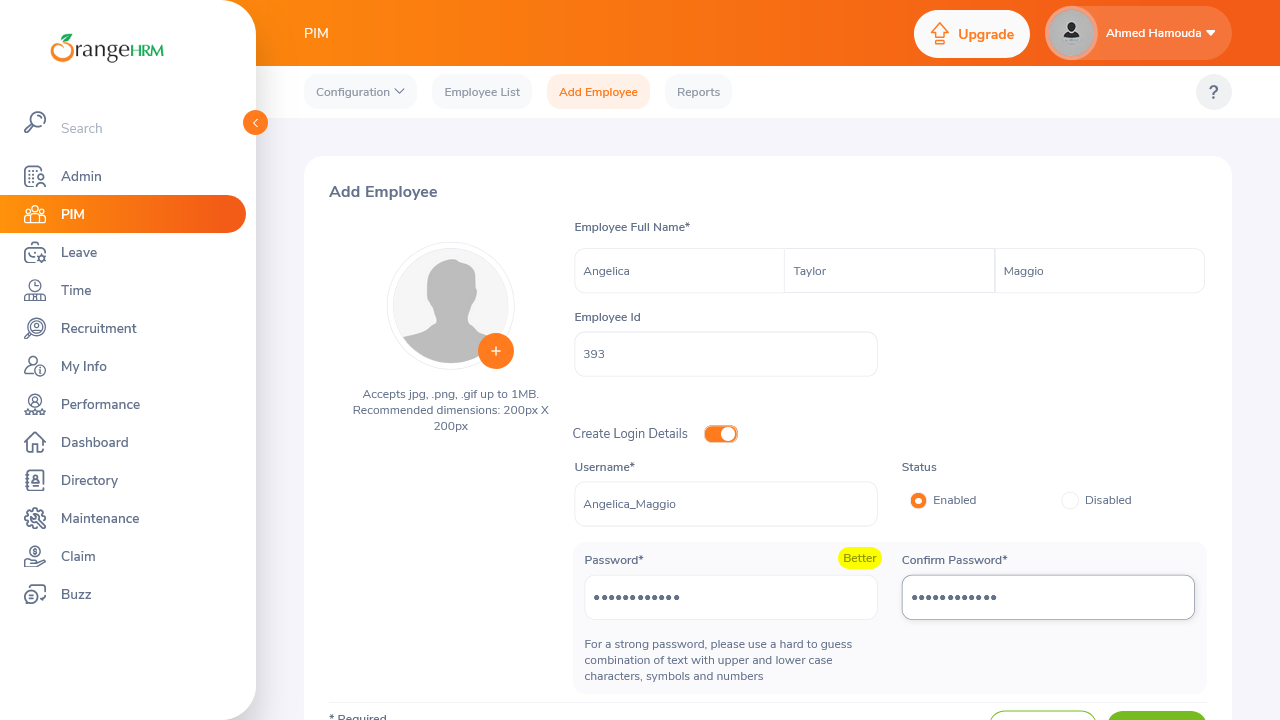 OrangeHRM
PIM
Upgrade
Ahmed Hamouda
Configuration
Employee List
Add Employee
Reports
?
Search
Admin
PIM
Leave
Time
Recruitment
My Info
Performance
Dashboard
Directory
Maintenance
Claim
Buzz
Add Employee
Accepts jpg, .png, .gif up to 1MB.
Recommended dimensions: 200px X
200px
Employee Full Name*
Angelica
Taylor
Maggio
Employee Id
393
Create Login Details
Username*
Status
Angelica_Maggio
Enabled
Disabled
Password*
Better
Confirm Password*
●●●●●●●●●●●●
●●●●●●●●●●●●
For a strong password, please use a hard to guess
combination of text with upper and lower case
characters, symbols and numbers
* Required